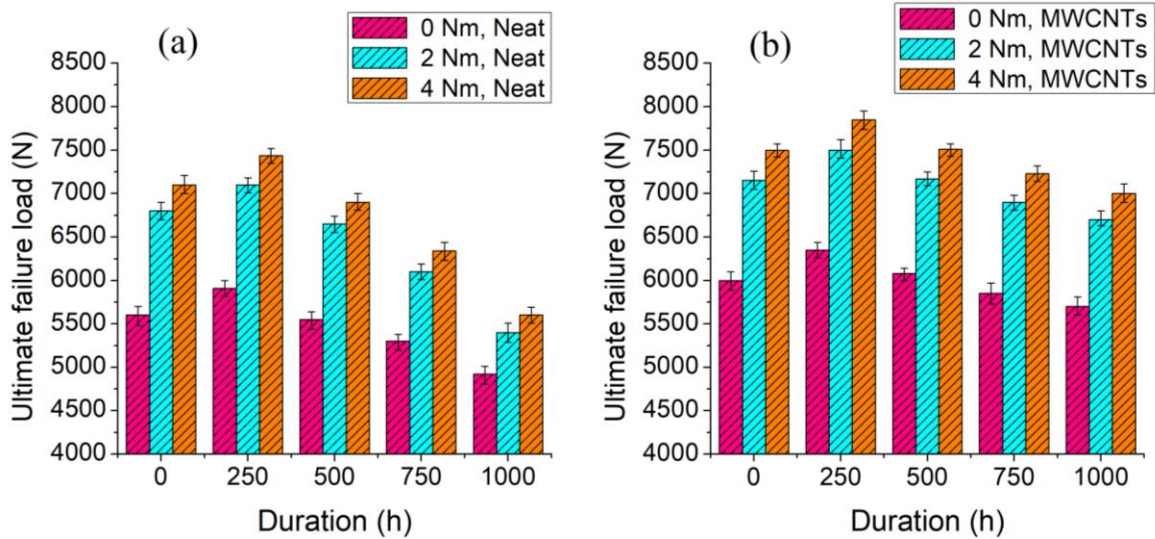 (a)
0 Nm, Neat
2 Nm, Neat
4 Nm, Neat
Ultimate failure load (N)
8500
8000
7500
7000
6500
6000
5500
5000
4500
4000
0 250 500 750 1000
Duration (h)
(b)
0 Nm, MWCNTs
2 Nm, MWCNTs
4 Nm, MWCNTs
Ultimate failure load (N)
8500
8000
7500
7000
6500
6000
5500
5000
4500
4000
0 250 500 750 1000
Duration (h)